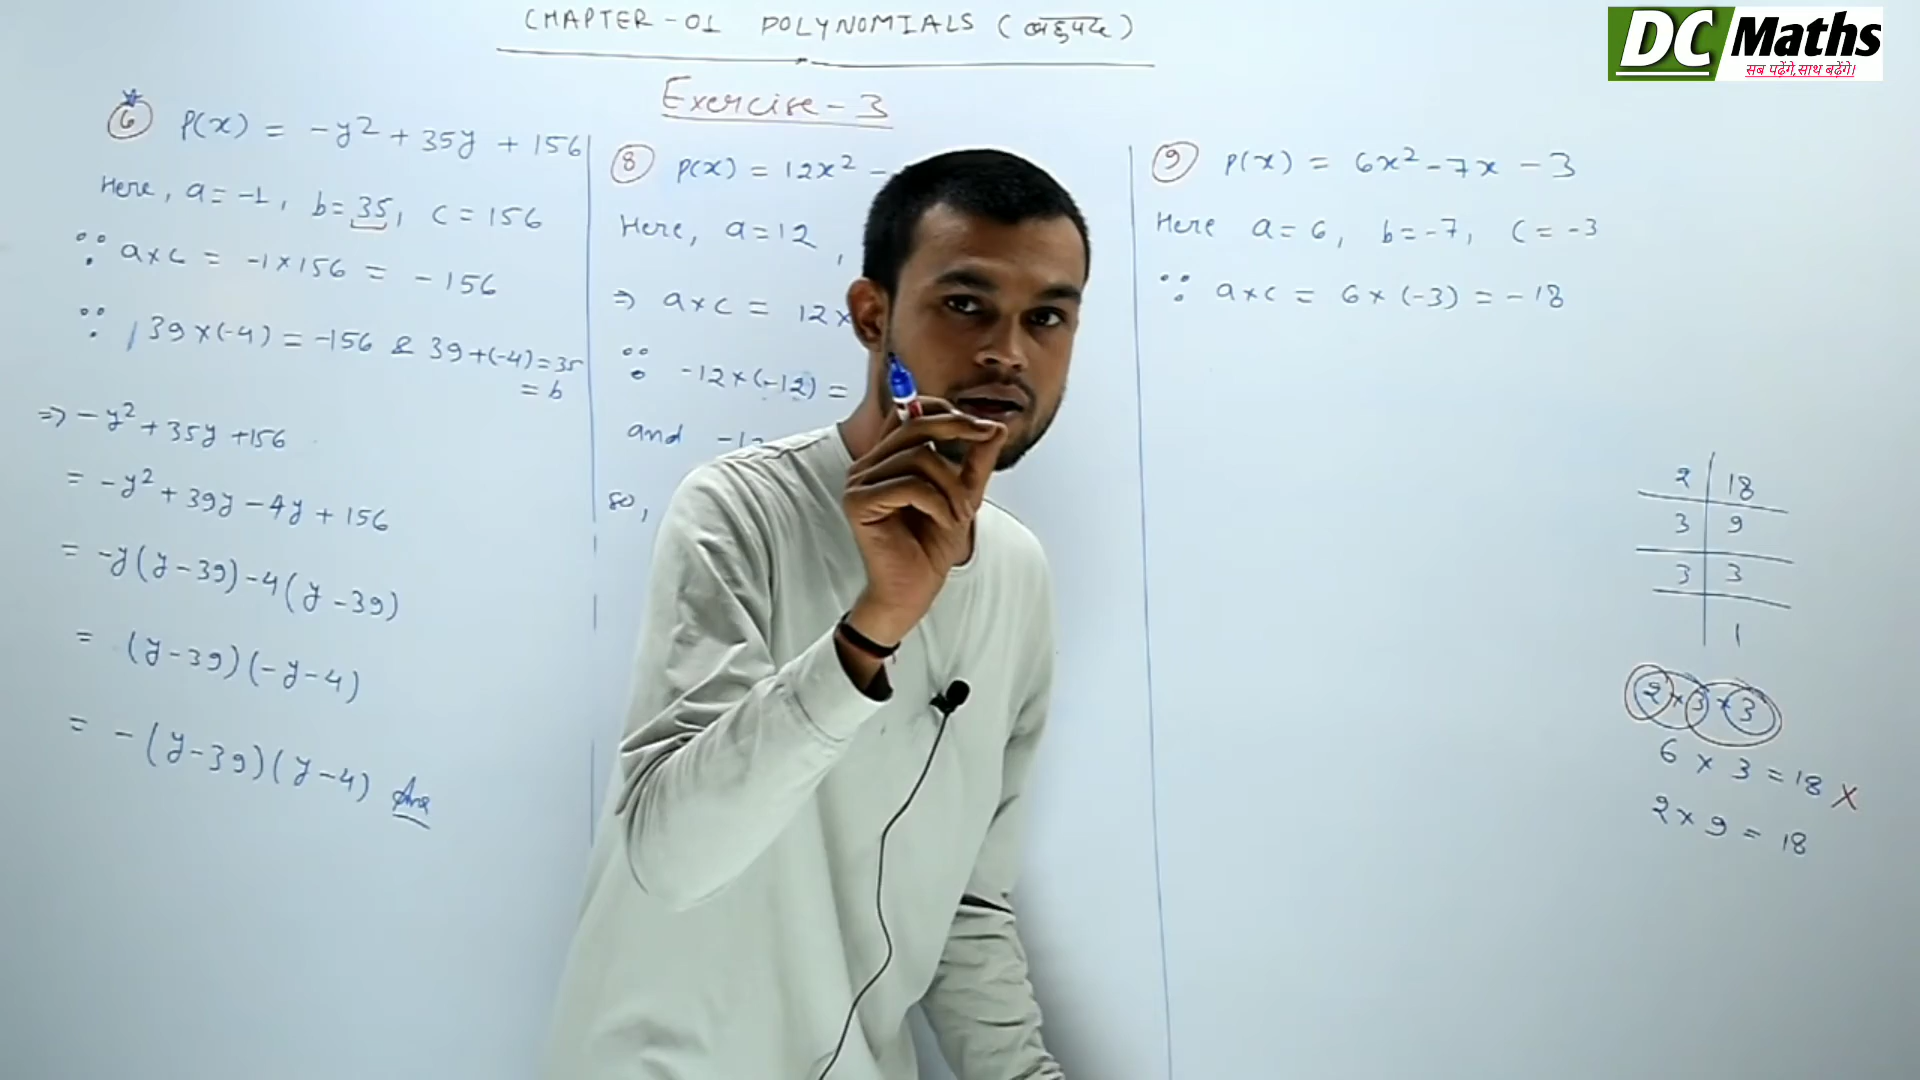 CHAPTER-01 POLYNOMIALS (बहुपद)
DC Maths
सब पढ़ेंगे, साथ बढ़ेंगे।
Exercise-3
6 P(x) = -y² + 35y + 156
Here, a=-1, b=35, c=156
∵ a×c = -1×156 = -156
∵ 39×(-4) = -156 & 39+(-4)=35
= b
⇒ -y² + 35y + 156
= -y² + 39y - 4y + 156
= -y(y-39) -4(y-39)
= (y-39)(-y-4)
= -(y-39)(y-4) Ans
8 P(x) = 12x² -
Here, a=12,
⇒ a×c = 12×
∵ -12×(-12) =
and -12
so,
9 P(x) = 6x² - 7x - 3
Here a=6, b=-7, c=-3
∵ a×c = 6×(-3) = -18
2 | 18
3 | 9
3 | 3
1
2×3×3
6 × 3 = 18 ×
2 × 9 = 18